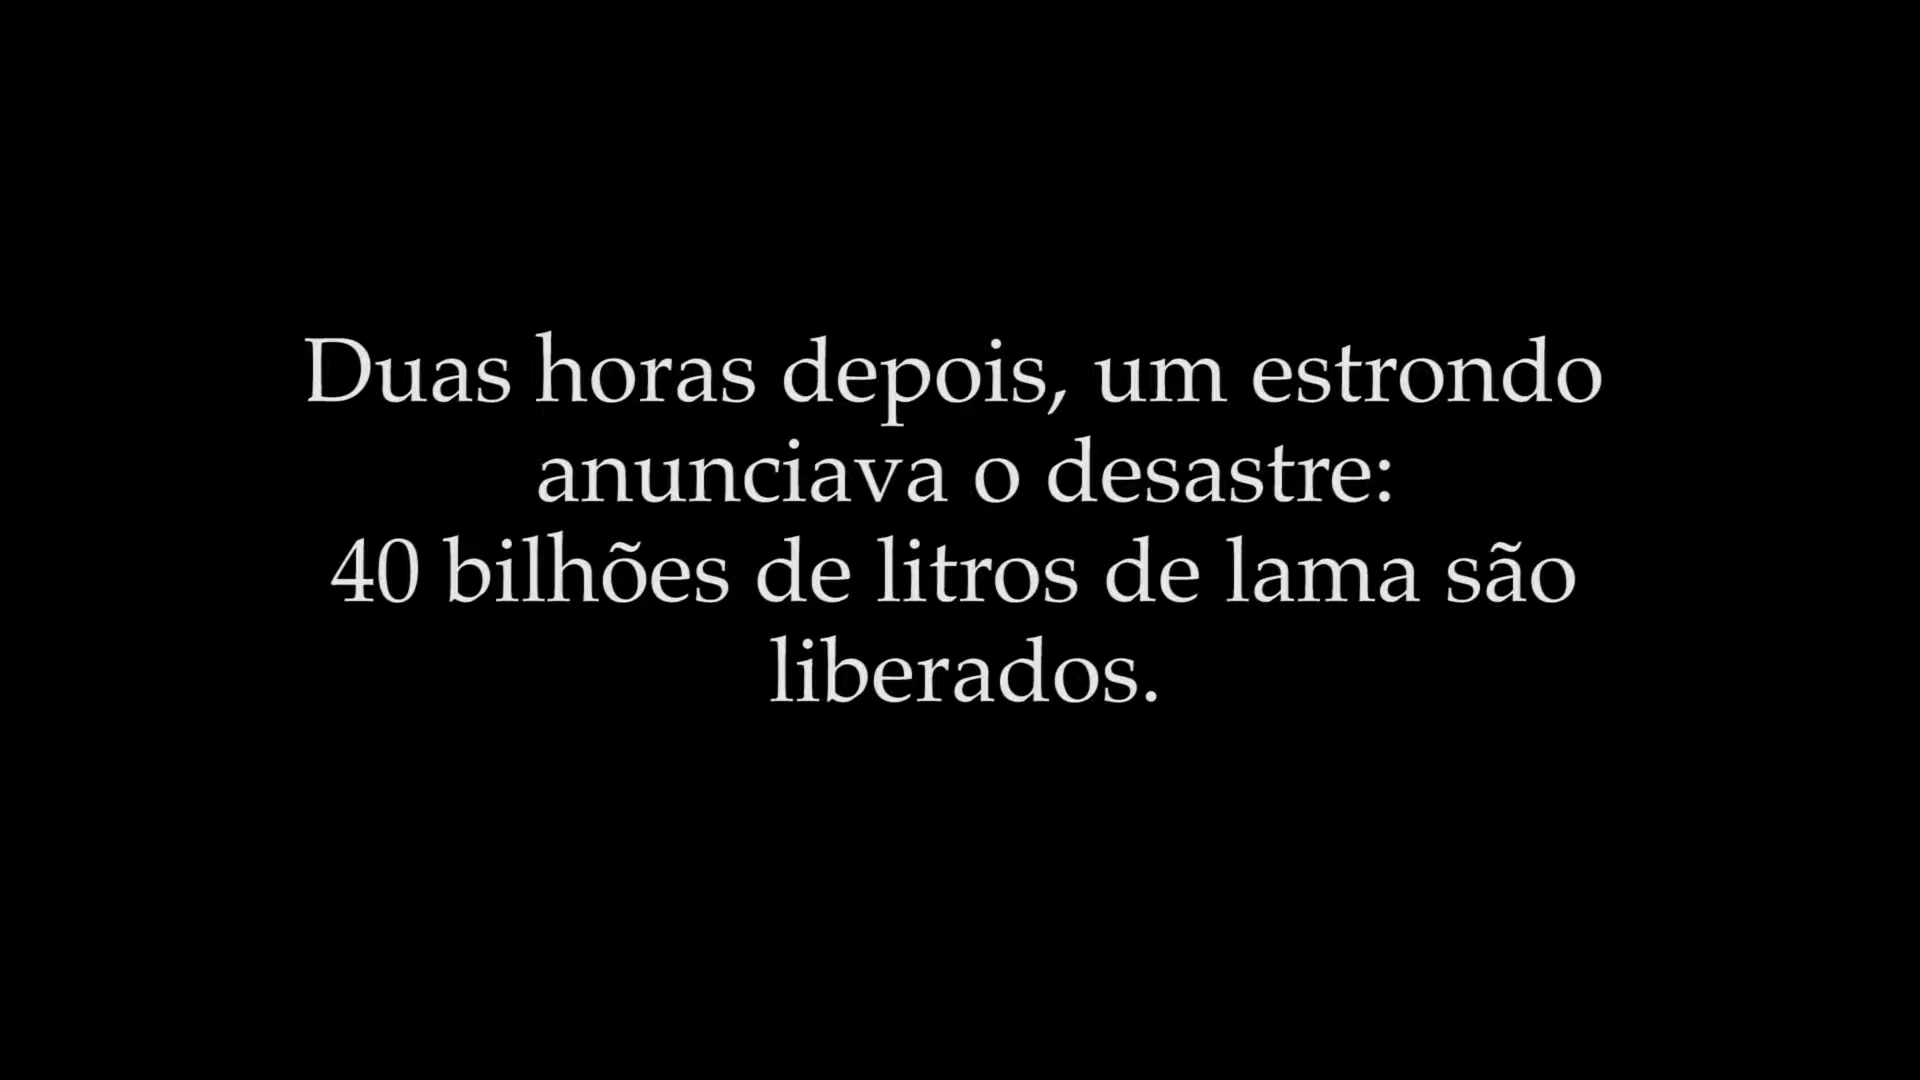 Duas horas depois, um estrondo
anunciava o desastre:
40 bilhões de litros de lama são
liberados.